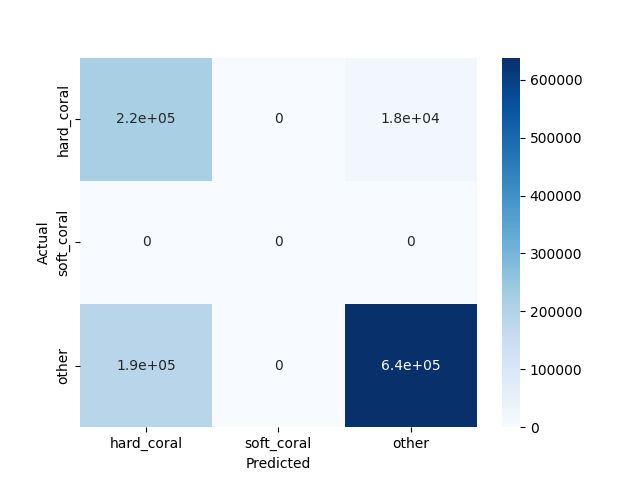 hard_coral 2.2e+05 0 1.8e+04
soft_coral 0 0 0
other 1.9e+05 0 6.4e+05
hard_coral soft_coral other
Predicted
Actual
600000
500000
400000
300000
200000
100000
0